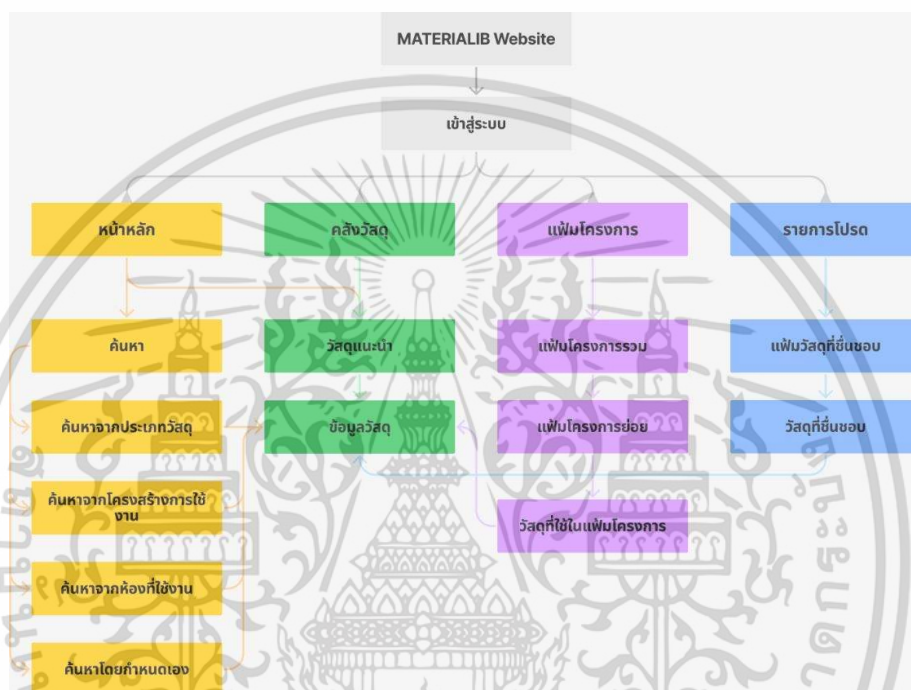 MATERIALIB Website
เข้าสู่ระบบ
หน้าหลัก
คลังวัสดุ
แฟ้มโครงการ
รายการโปรด
ค้นหา
วัสดุแนะนำ
แฟ้มโครงการรวม
แฟ้มวัสดุที่ชื่นชอบ
ค้นหาจากประเภทวัสดุ
ข้อมูลวัสดุ
แฟ้มโครงการย่อย
วัสดุที่ชื่นชอบ
ค้นหาจากโครงสร้างการใช้
งาน
วัสดุที่ใช้ในแฟ้มโครงการ
ค้นหาจากห้องที่ใช้งาน
ค้นหาโดยกำหนดเอง